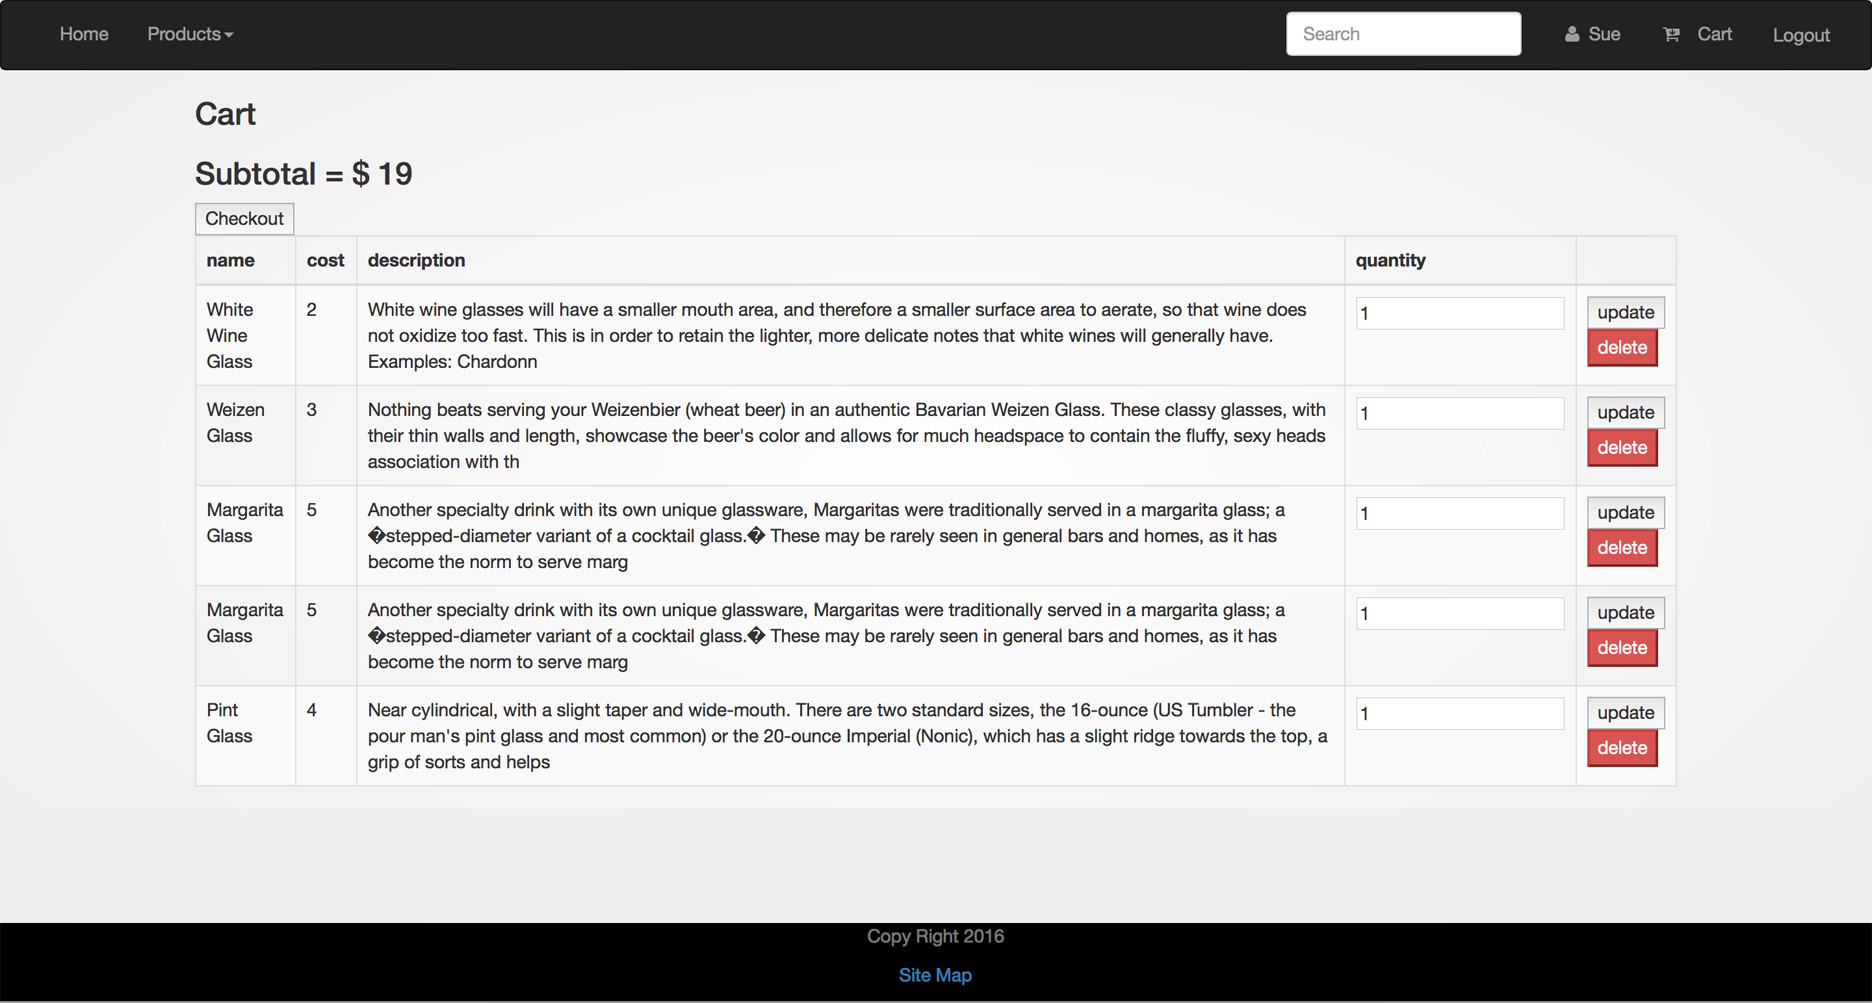 Home Products Search Sue Cart Logout
Cart
Subtotal = $ 19
Checkout
name cost description quantity
White Wine Glass 2 White wine glasses will have a smaller mouth area, and therefore a smaller surface area to aerate, so that wine does
not oxidize too fast. This is in order to retain the lighter, more delicate notes that white wines will generally have.
Examples: Chardonn
1 update
delete
Weizen Glass 3 Nothing beats serving your Weizenbier (wheat beer) in an authentic Bavarian Weizen Glass. These classy glasses, with
their thin walls and length, showcase the beer's color and allows for much headspace to contain the fluffy, sexy heads
association with th
1 update
delete
Margarita Glass 5 Another specialty drink with its own unique glassware, Margaritas were traditionally served in a margarita glass; a
�stepped-diameter variant of a cocktail glass.� These may be rarely seen in general bars and homes, as it has
become the norm to serve marg
1 update
delete
Margarita Glass 5 Another specialty drink with its own unique glassware, Margaritas were traditionally served in a margarita glass; a
�stepped-diameter variant of a cocktail glass.� These may be rarely seen in general bars and homes, as it has
become the norm to serve marg
1 update
delete
Pint Glass 4 Near cylindrical, with a slight taper and wide-mouth. There are two standard sizes, the 16-ounce (US Tumbler - the
pour man's pint glass and most common) or the 20-ounce Imperial (Nonic), which has a slight ridge towards the top, a
grip of sorts and helps
1 update
delete
Copy Right 2016
Site Map